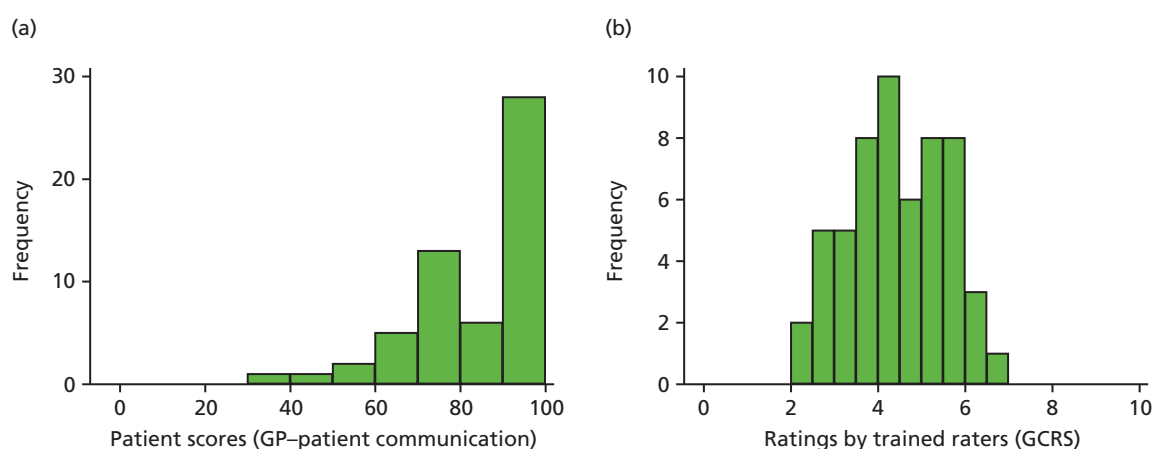 (a)
30
20
10
0
Frequency
0 20 40 60 80 100
Patient scores (GP–patient communication)
(b)
10
8
6
4
2
0
Frequency
0 2 4 6 8 10
Ratings by trained raters (GCRS)